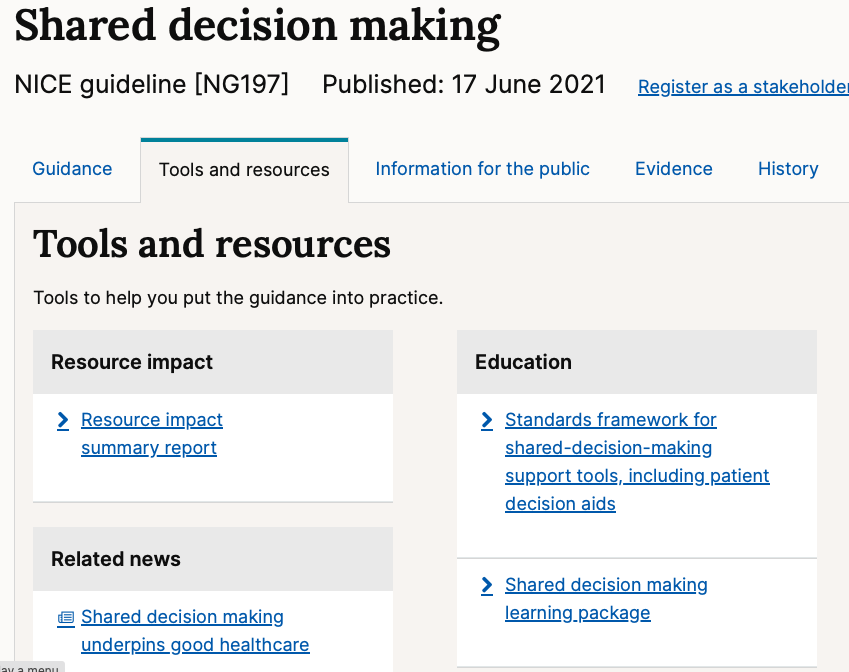 Shared decision making
NICE guideline [NG197] Published: 17 June 2021 Register as a stakeholder
Guidance Tools and resources Information for the public Evidence History
Tools and resources
Tools to help you put the guidance into practice.
Resource impact
Resource impact
summary report
Related news
Shared decision making
underpins good healthcare
Education
Standards framework for
shared-decision-making
support tools, including patient
decision aids
Shared decision making
learning package
a menu